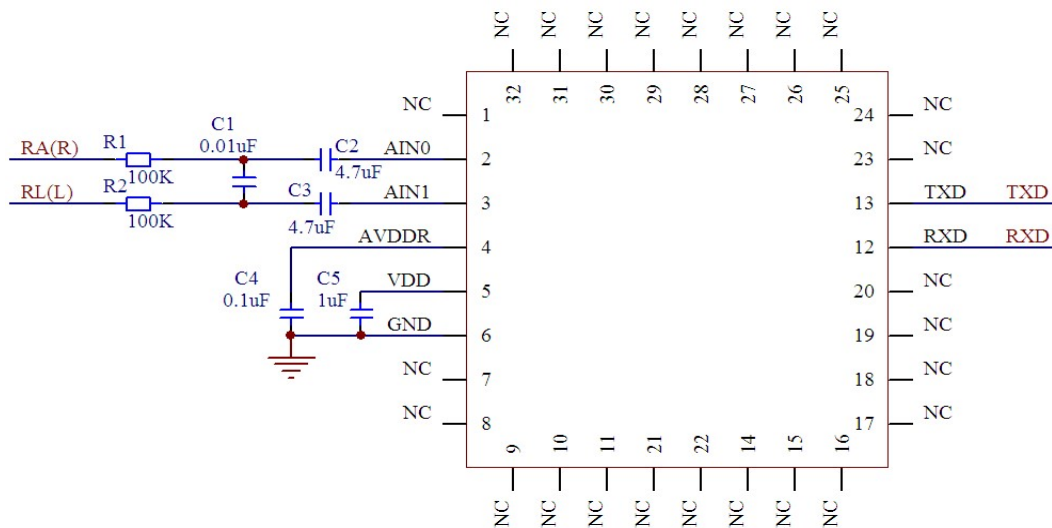 NC NC NC NC NC NC NC NC
32 31 30 29 28 27 26 25
NC 1 24 NC
C1
0.01uF
RA(R) R1 100K C2 4.7uF AIN0 2 23 NC
RL(L) R2 100K C3 4.7uF AIN1 3 13 TXD TXD
AVDDR 4 12 RXD RXD
C4 0.1uF C5 1uF VDD 5 20 NC
GND 6 19 NC
NC 7 18 NC
NC 8 17 NC
9 10 11 21 22 14 15 16
NC NC NC NC NC NC NC NC